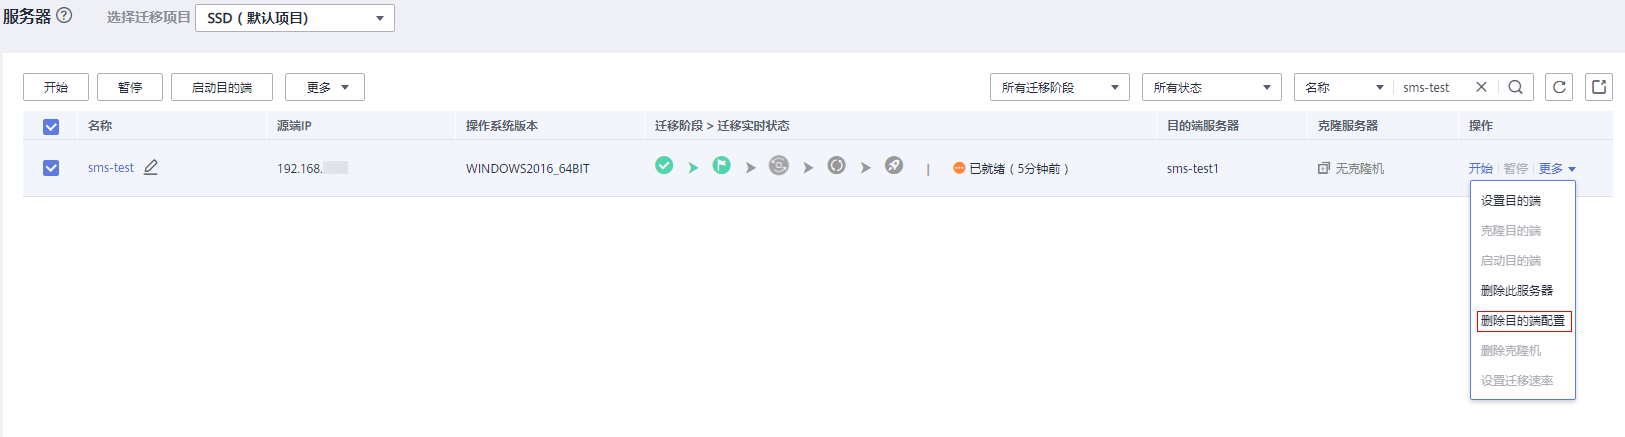 服务器 ? 选择迁移项目 SSD（默认项目）
开始 暂停 启动目的端 更多 所有迁移阶段 所有状态 名称 sms-test
名称 源端IP 操作系统版本 迁移阶段 > 迁移实时状态 目的端服务器 克隆服务器 操作
sms-test 192.168. WINDOWS2016_64BIT | 已就绪（5分钟前） sms-test1 无克隆机 开始 | 暂停 | 更多
设置目的端
克隆目的端
启动目的端
删除此服务器
删除目的端配置
删除克隆机
设置迁移速率